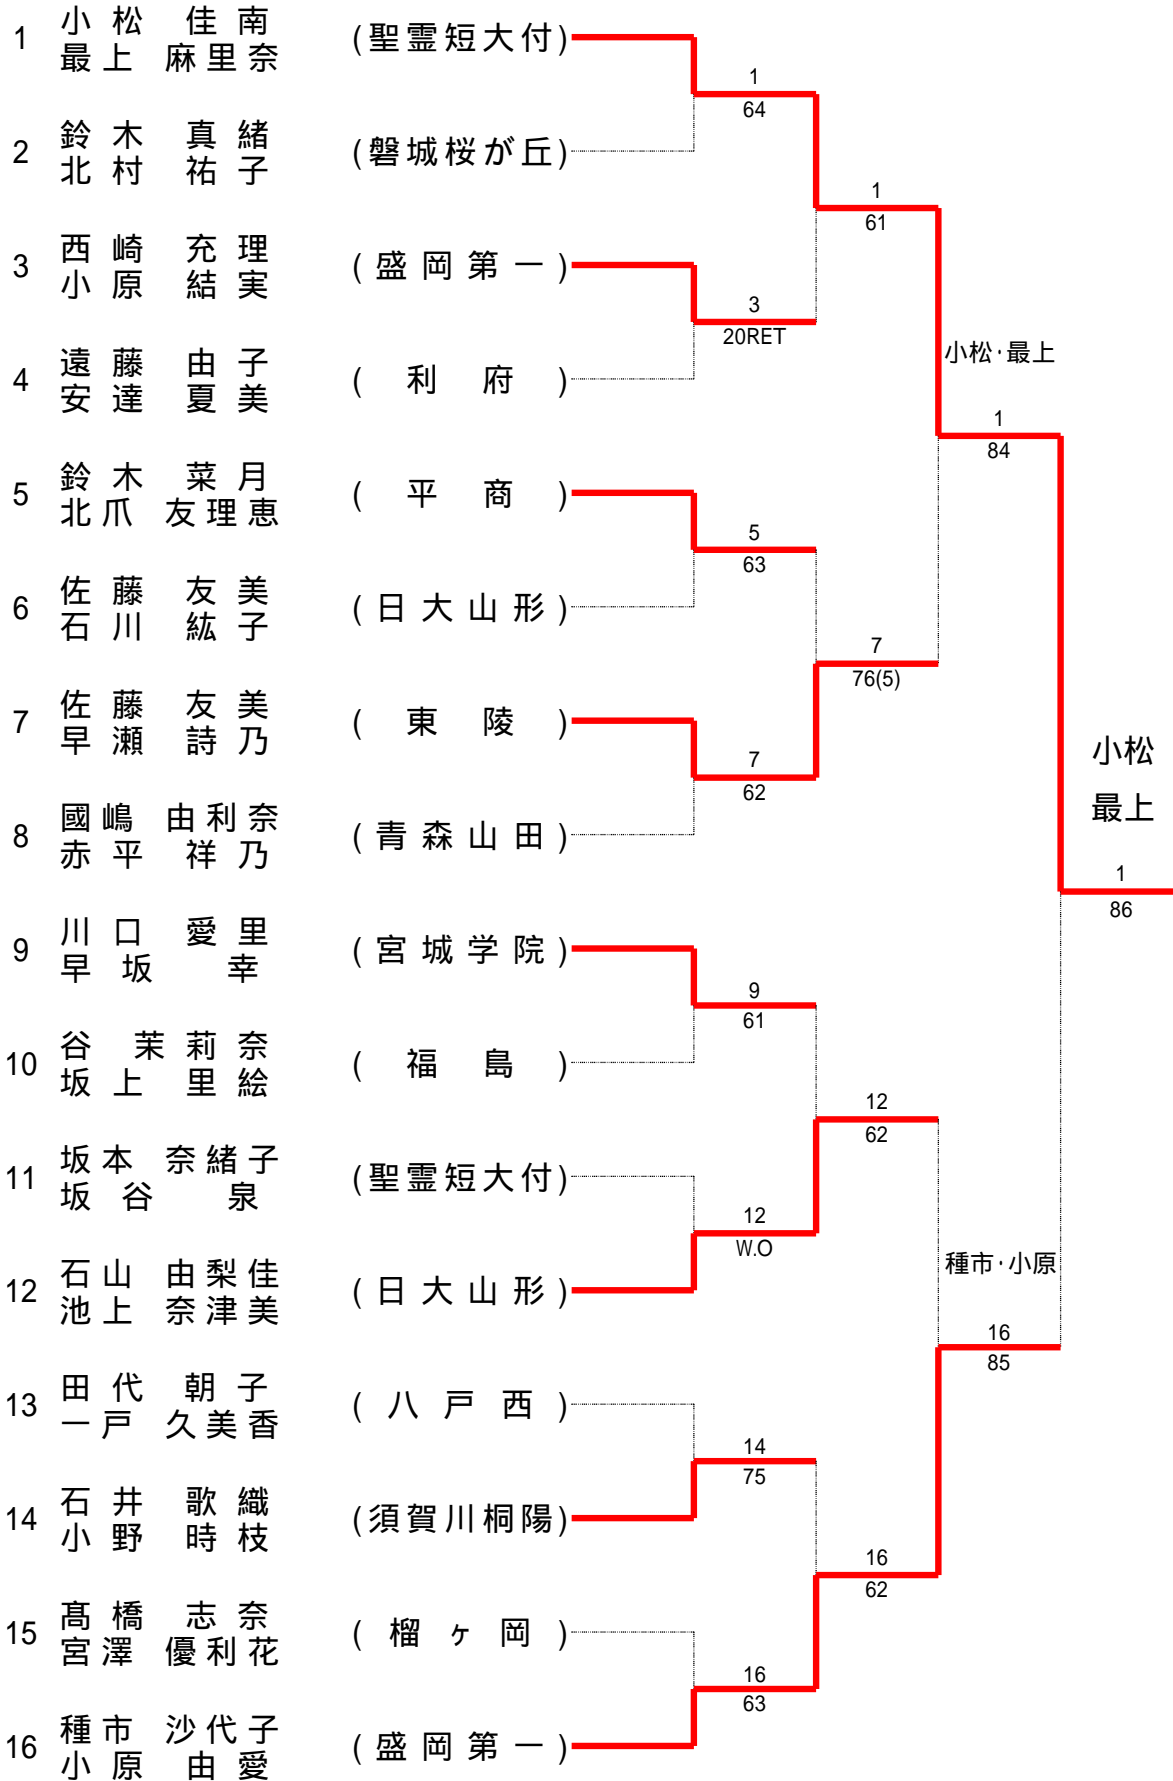 1 小松 佳南 (聖霊短大付)
最上 麻里奈
1
64
2 鈴木 真緒 (磐城桜が丘)
北村 祐子
1
61
3 西崎 充理 (盛岡第一)
小原 結実
3
20RET
小松・最上
4 遠藤 由子 (利府)
安達 夏美
1
84
5 鈴木 菜月 (平商)
北爪 友理恵
5
63
6 佐藤 友美 (日大山形)
石川 紘子
7
76(5)
7 佐藤 友美 (東陵)
早瀬 詩乃
7
62
小松
最上
8 國嶋 由利奈 (青森山田)
赤平 祥乃
1
86
9 川口 愛里 (宮城学院)
早坂 幸
9
61
10 谷 茉莉奈 (福島)
坂上 里絵
12
62
11 坂本 奈緒子 (聖霊短大付)
坂谷 泉
12
W.O
種市・小原
12 石山 由梨佳 (日大山形)
池上 奈津美
16
85
13 田代 朝子 (八戸西)
一戸 久美香
14
75
14 石井 歌織 (須賀川桐陽)
小野 時枝
16
62
15 髙橋 志奈 (榴ヶ岡)
宮澤 優利花
16
63
16 種市 沙代子 (盛岡第一)
小原 由愛